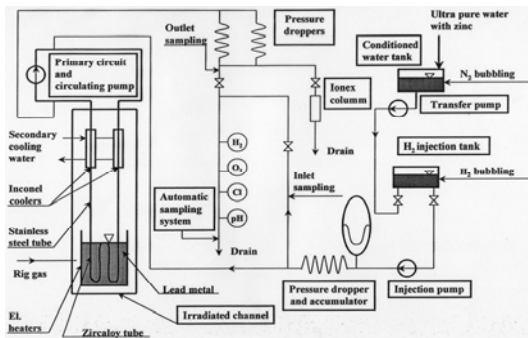 Outlet
sampling
Pressure
droppers
Ultra pure water
with zinc
Conditioned
water tank
N₂ bubbling
Transfer pump
H₂ injection tank
H₂ bubbling
Primary circuit
and
circulating pump
Secondary
cooling
water
Inconel
coolers
Stainless
steel tube
Rig gas
El.
heaters
Zircaloy tube
Lead metal
Irradiated channel
Automatic
sampling
system
H₂
Cl
pH
Drain
Ionex
columm
Drain
Inlet
sampling
Pressure dropper
and accumulator
Injection pump